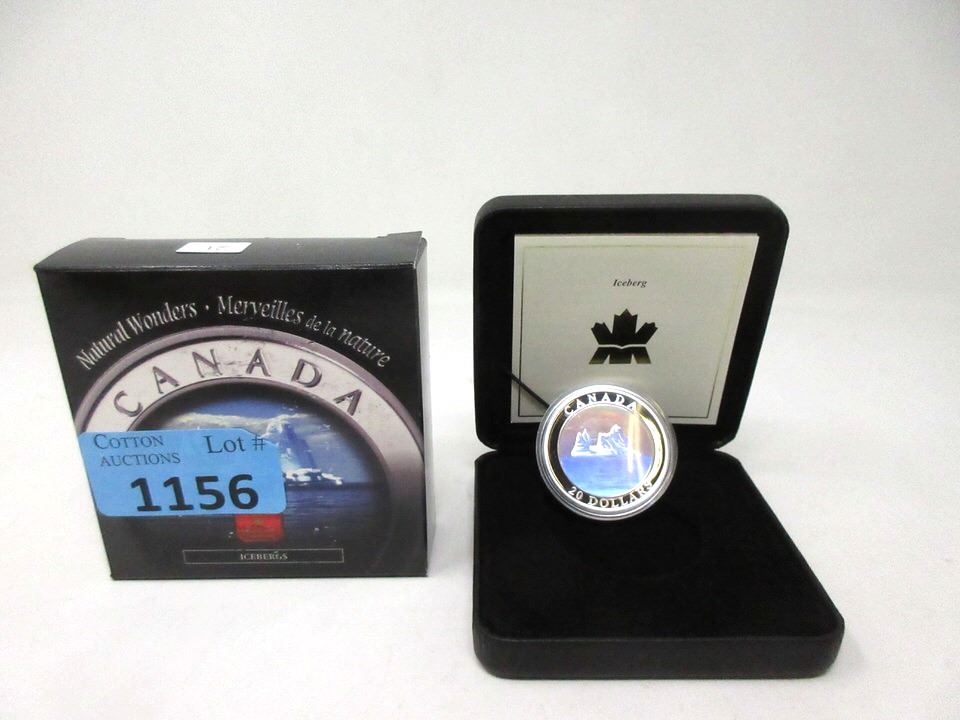 Natural Wonders · Merveilles de la nature
CANADA
COTTON
AUCTIONS
Lot #
1156
ICEBERGS
Iceberg
CANADA
20 DOLLARS